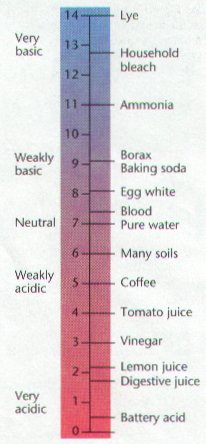 14
Lye
Very
basic
13
Household
bleach
12
11
Ammonia
10
Weakly
basic
9
Borax
Baking soda
8
Egg white
Blood
Neutral
7
Pure water
6
Many soils
Weakly
acidic
5
Coffee
4
Tomato juice
3
Vinegar
2
Lemon juice
Digestive juice
Very
acidic
1
Battery acid
0